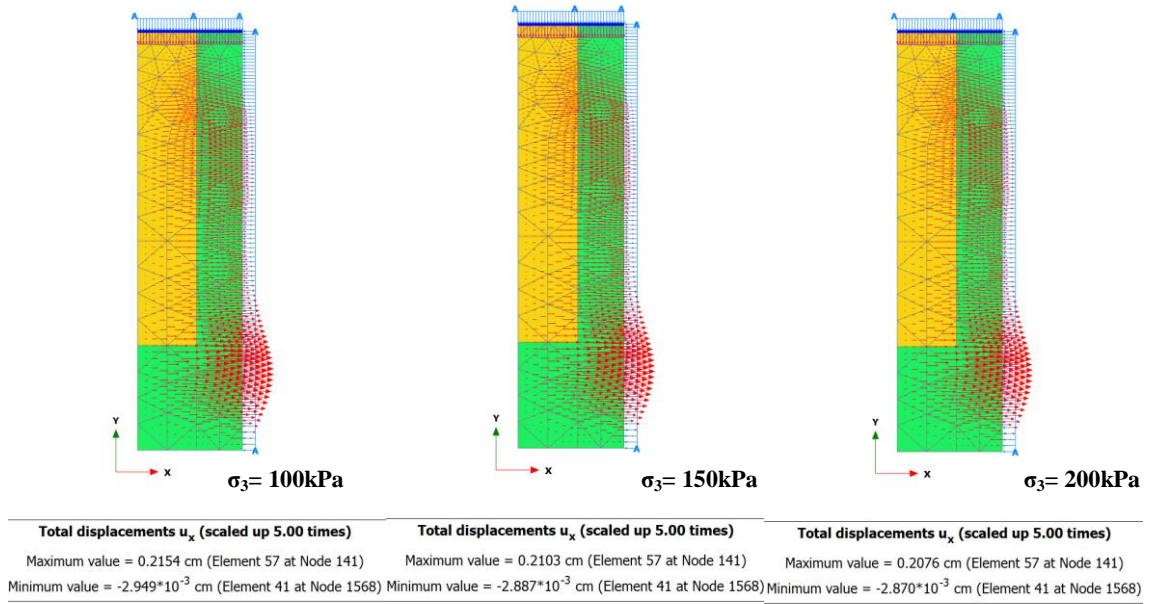 A A A
A
Y
X
A
σ₃= 100kPa
Total displacements uₓ (scaled up 5.00 times)
Maximum value = 0.2154 cm (Element 57 at Node 141)
Minimum value = -2.949*10⁻³ cm (Element 41 at Node 1568)
A A A
A
Y
X
A
σ₃= 150kPa
Total displacements uₓ (scaled up 5.00 times)
Maximum value = 0.2103 cm (Element 57 at Node 141)
Minimum value = -2.887*10⁻³ cm (Element 41 at Node 1568)
A A A
A
Y
X
A
σ₃= 200kPa
Total displacements uₓ (scaled up 5.00 times)
Maximum value = 0.2076 cm (Element 57 at Node 141)
Minimum value = -2.870*10⁻³ cm (Element 41 at Node 1568)